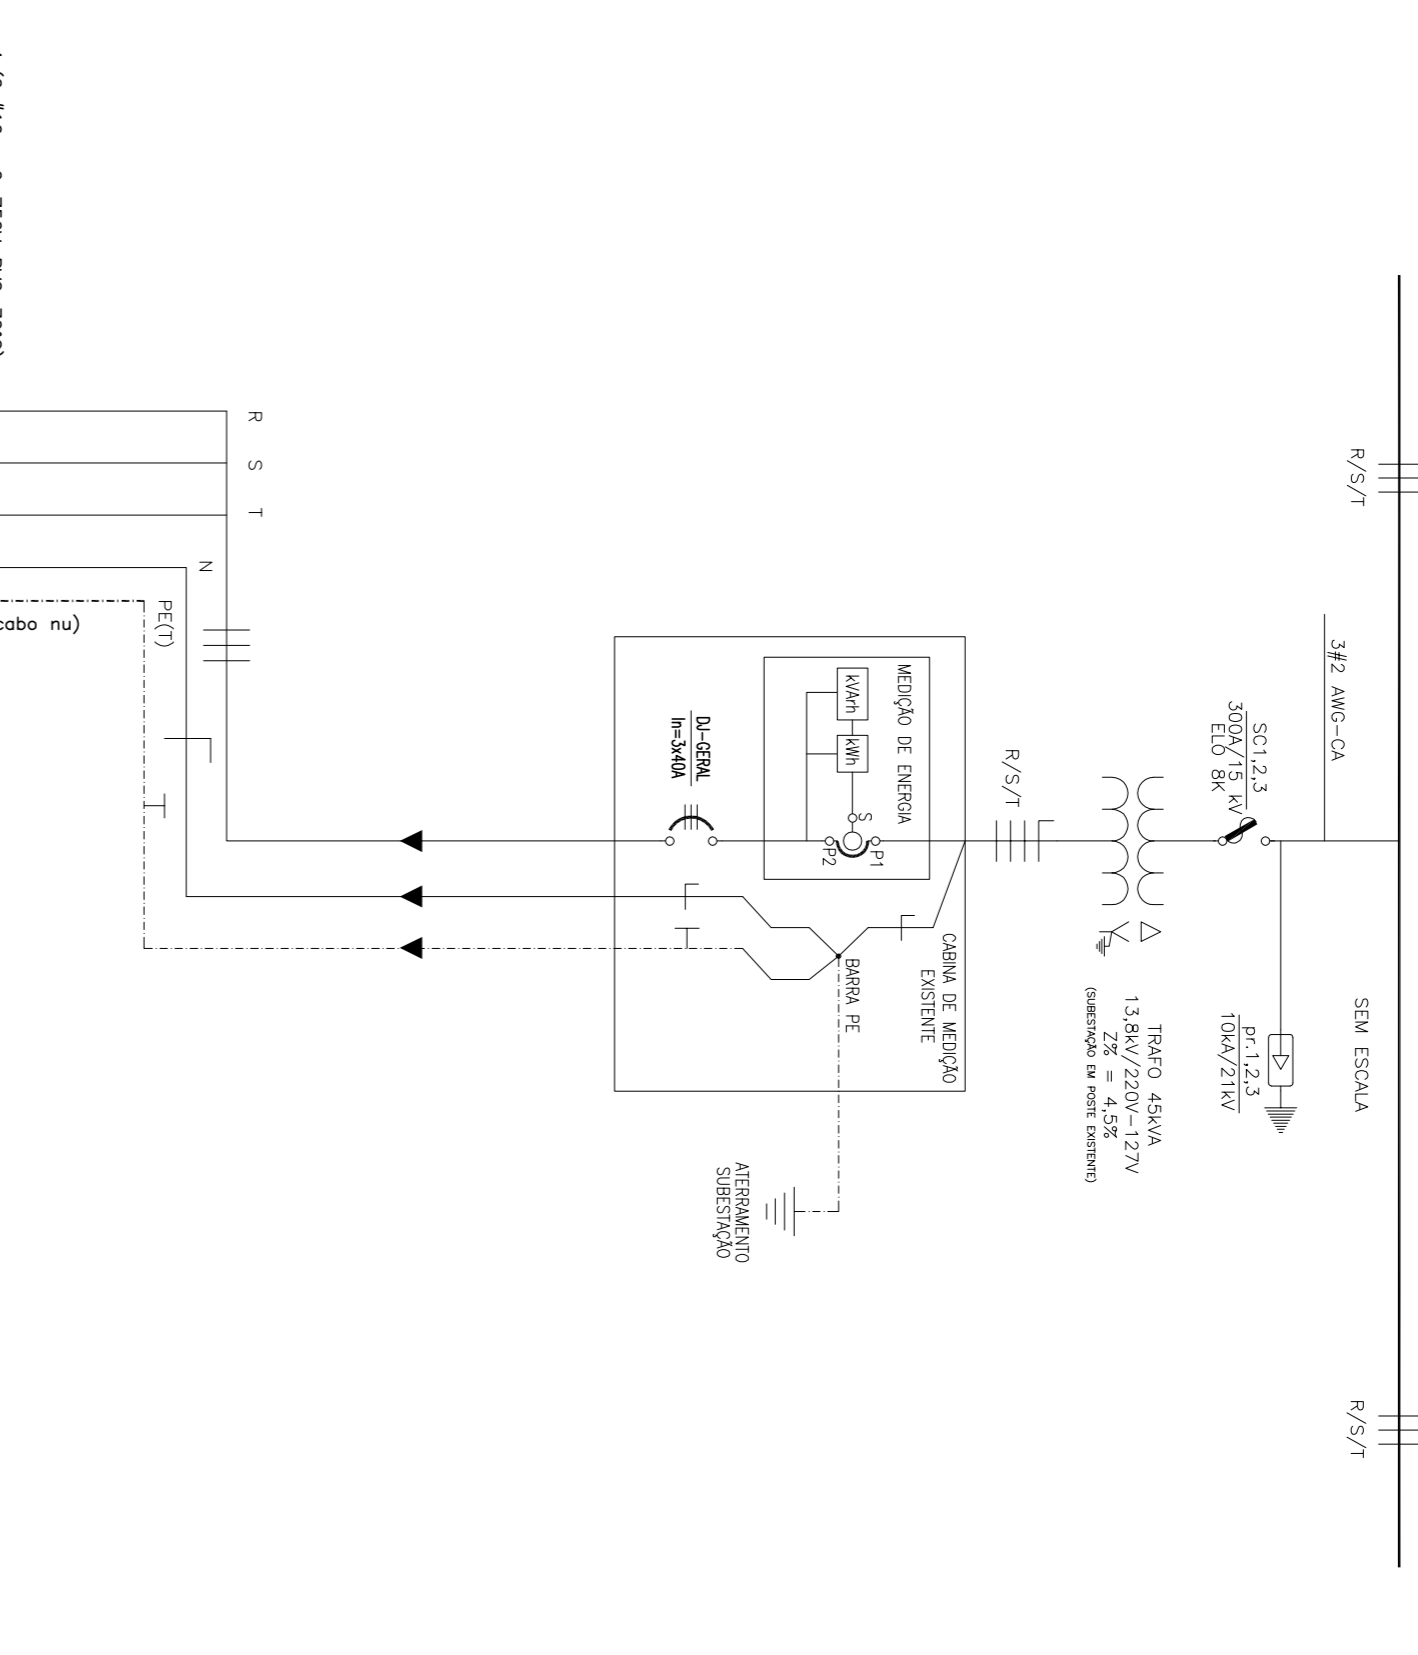 R/S/T
3#2 AWG-CA
SEM ESCALA
R/S/T
SC1,2,3
300A/15 kV
ELO 8K
pr.1,2,3
10kA/21kV
TRAFO 45kVA
13,8kV/220V-127V
Z% = 4,5%
(SUBESTAÇÃO EM POSTE EXISTENTE)
R/S/T
CABINA DE MEDIÇÃO
EXISTENTE
MEDIÇÃO DE ENERGIA
kVArh
kWh
S
P1
P2
BARRA PE
DJ-GERAL
In=3x40A
ATERRAMENTO
SUBESTAÇÃO
R
S
T
N
PE(T)
cabo nu)